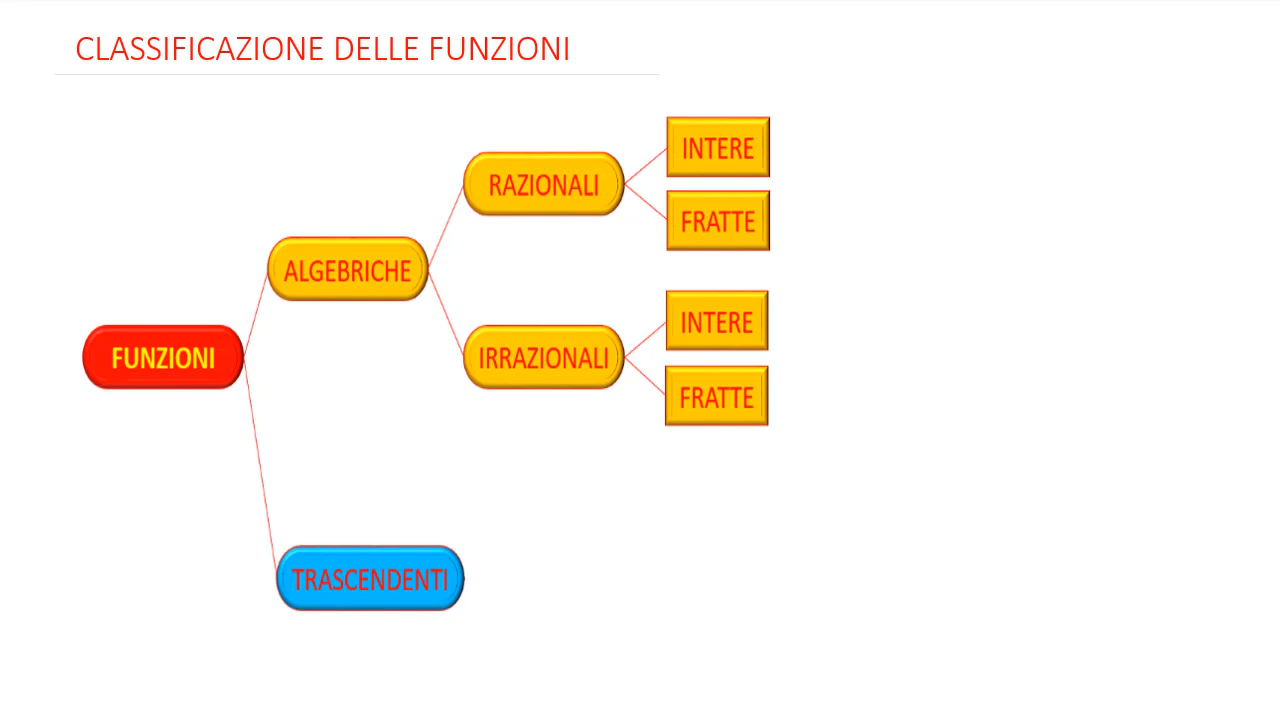 CLASSIFICAZIONE DELLE FUNZIONI
INTERE
RAZIONALI
FRATTE
ALGEBRICHE
INTERE
FUNZIONI
IRRAZIONALI
FRATTE
TRASCENDENTI